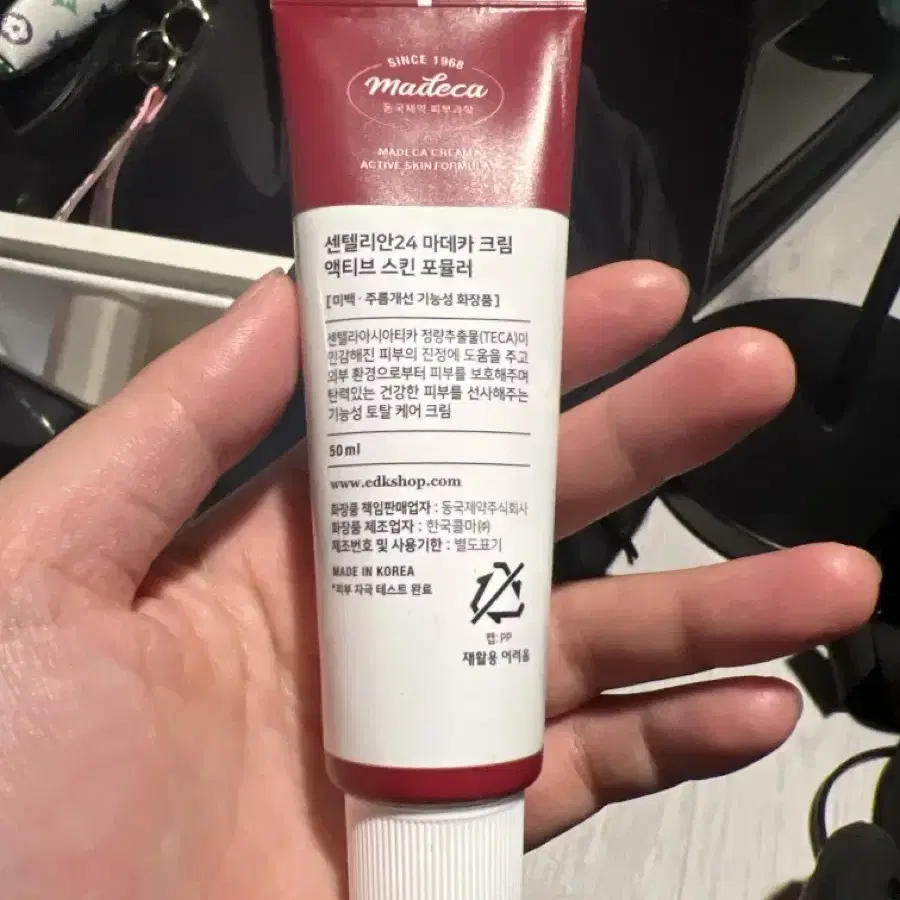 SINCE 1968
madeca
동국제약 피부과학
MADECA CREAM
ACTIVE SKIN FORMULA
센텔리안24 마데카 크림
액티브 스킨 포뮬러
[ 미백 · 주름개선 기능성 화장품 ]
센텔라아시아티카 정량추출물(TECA)이
민감해진 피부의 진정에 도움을 주고
외부 환경으로부터 피부를 보호해주며
탄력있는 건강한 피부를 선사해주는
기능성 토탈 케어 크림
50ml
www.edkshop.com
화장품 책임판매업자 : 동국제약주식회사
화장품 제조업자 : 한국콜마㈜
제조번호 및 사용기한 : 별도표기
MADE IN KOREA
*피부 자극 테스트 완료
캡: PP
재활용 어려움